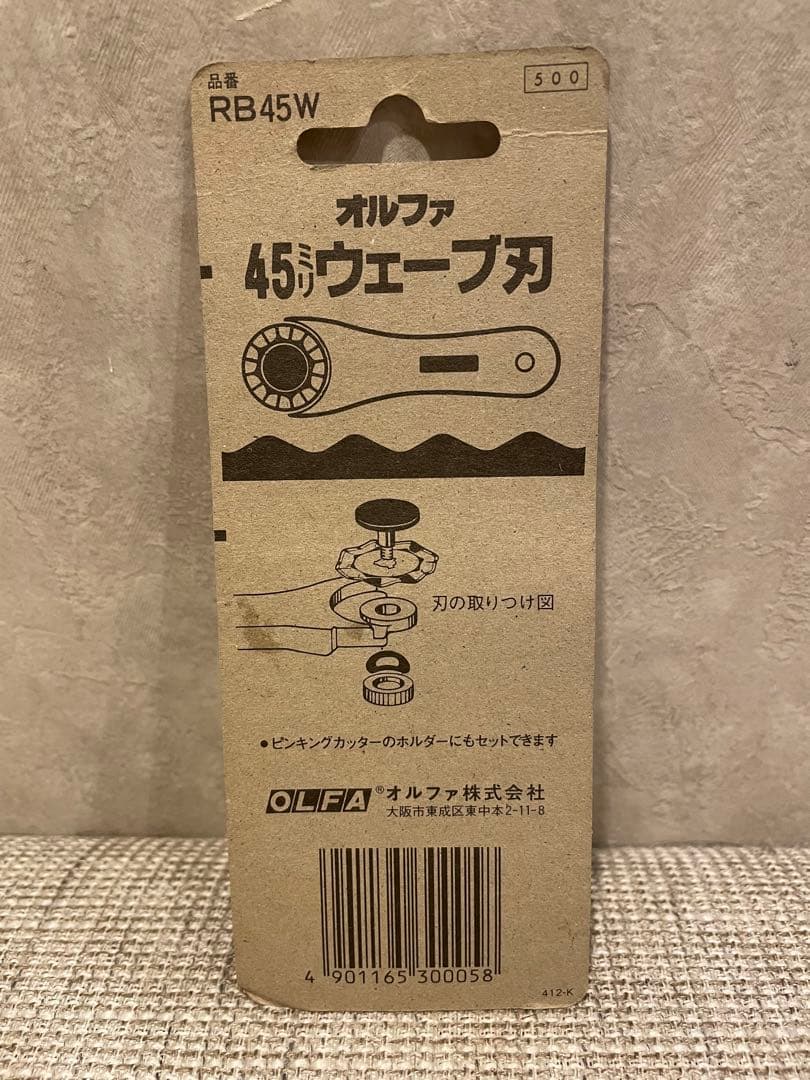 品番
RB45W
500
オルファ
45ミリウェーブ刃
刃の取りつけ図
●ピンキングカッターのホルダーにもセットできます
OLFA®オルファ株式会社
大阪市東成区東中本2-11-8
4 901165 300058
412-K